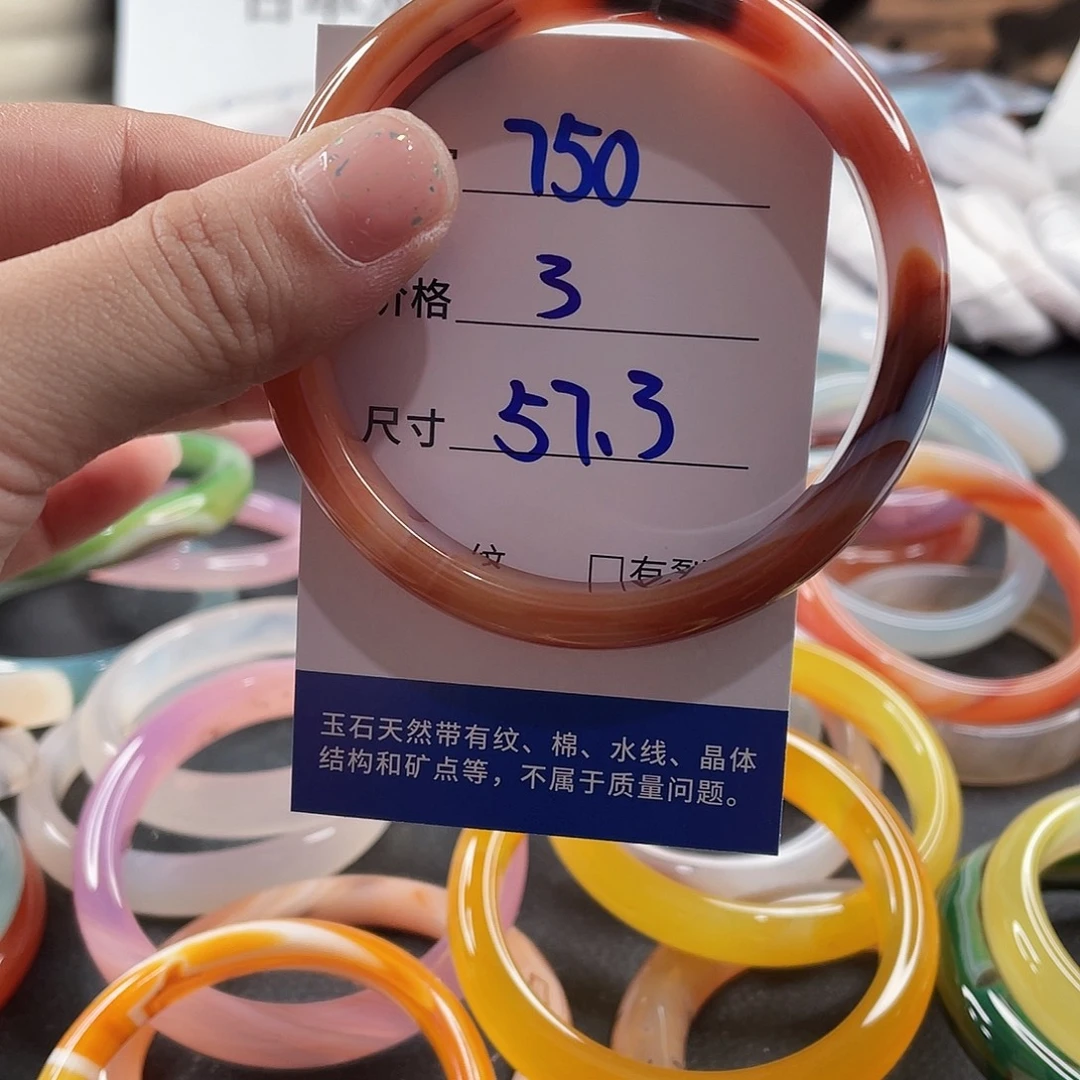 750
价格 3
尺寸 57.3
纹 □有裂
玉石天然带有纹、棉、水线、晶体
结构和矿点等，不属于质量问题。